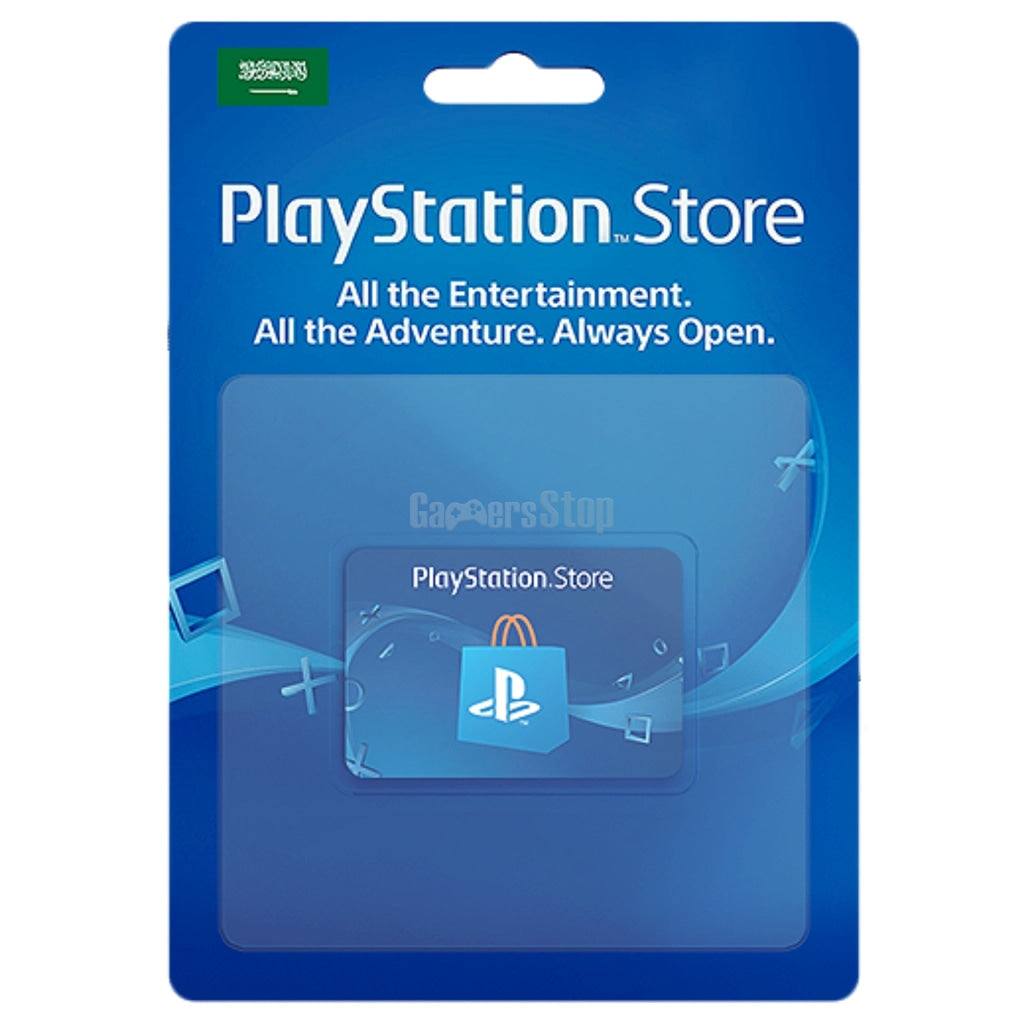 PlayStation™Store
All the Entertainment.
All the Adventure. Always Open.
GamersStop
PlayStation.Store